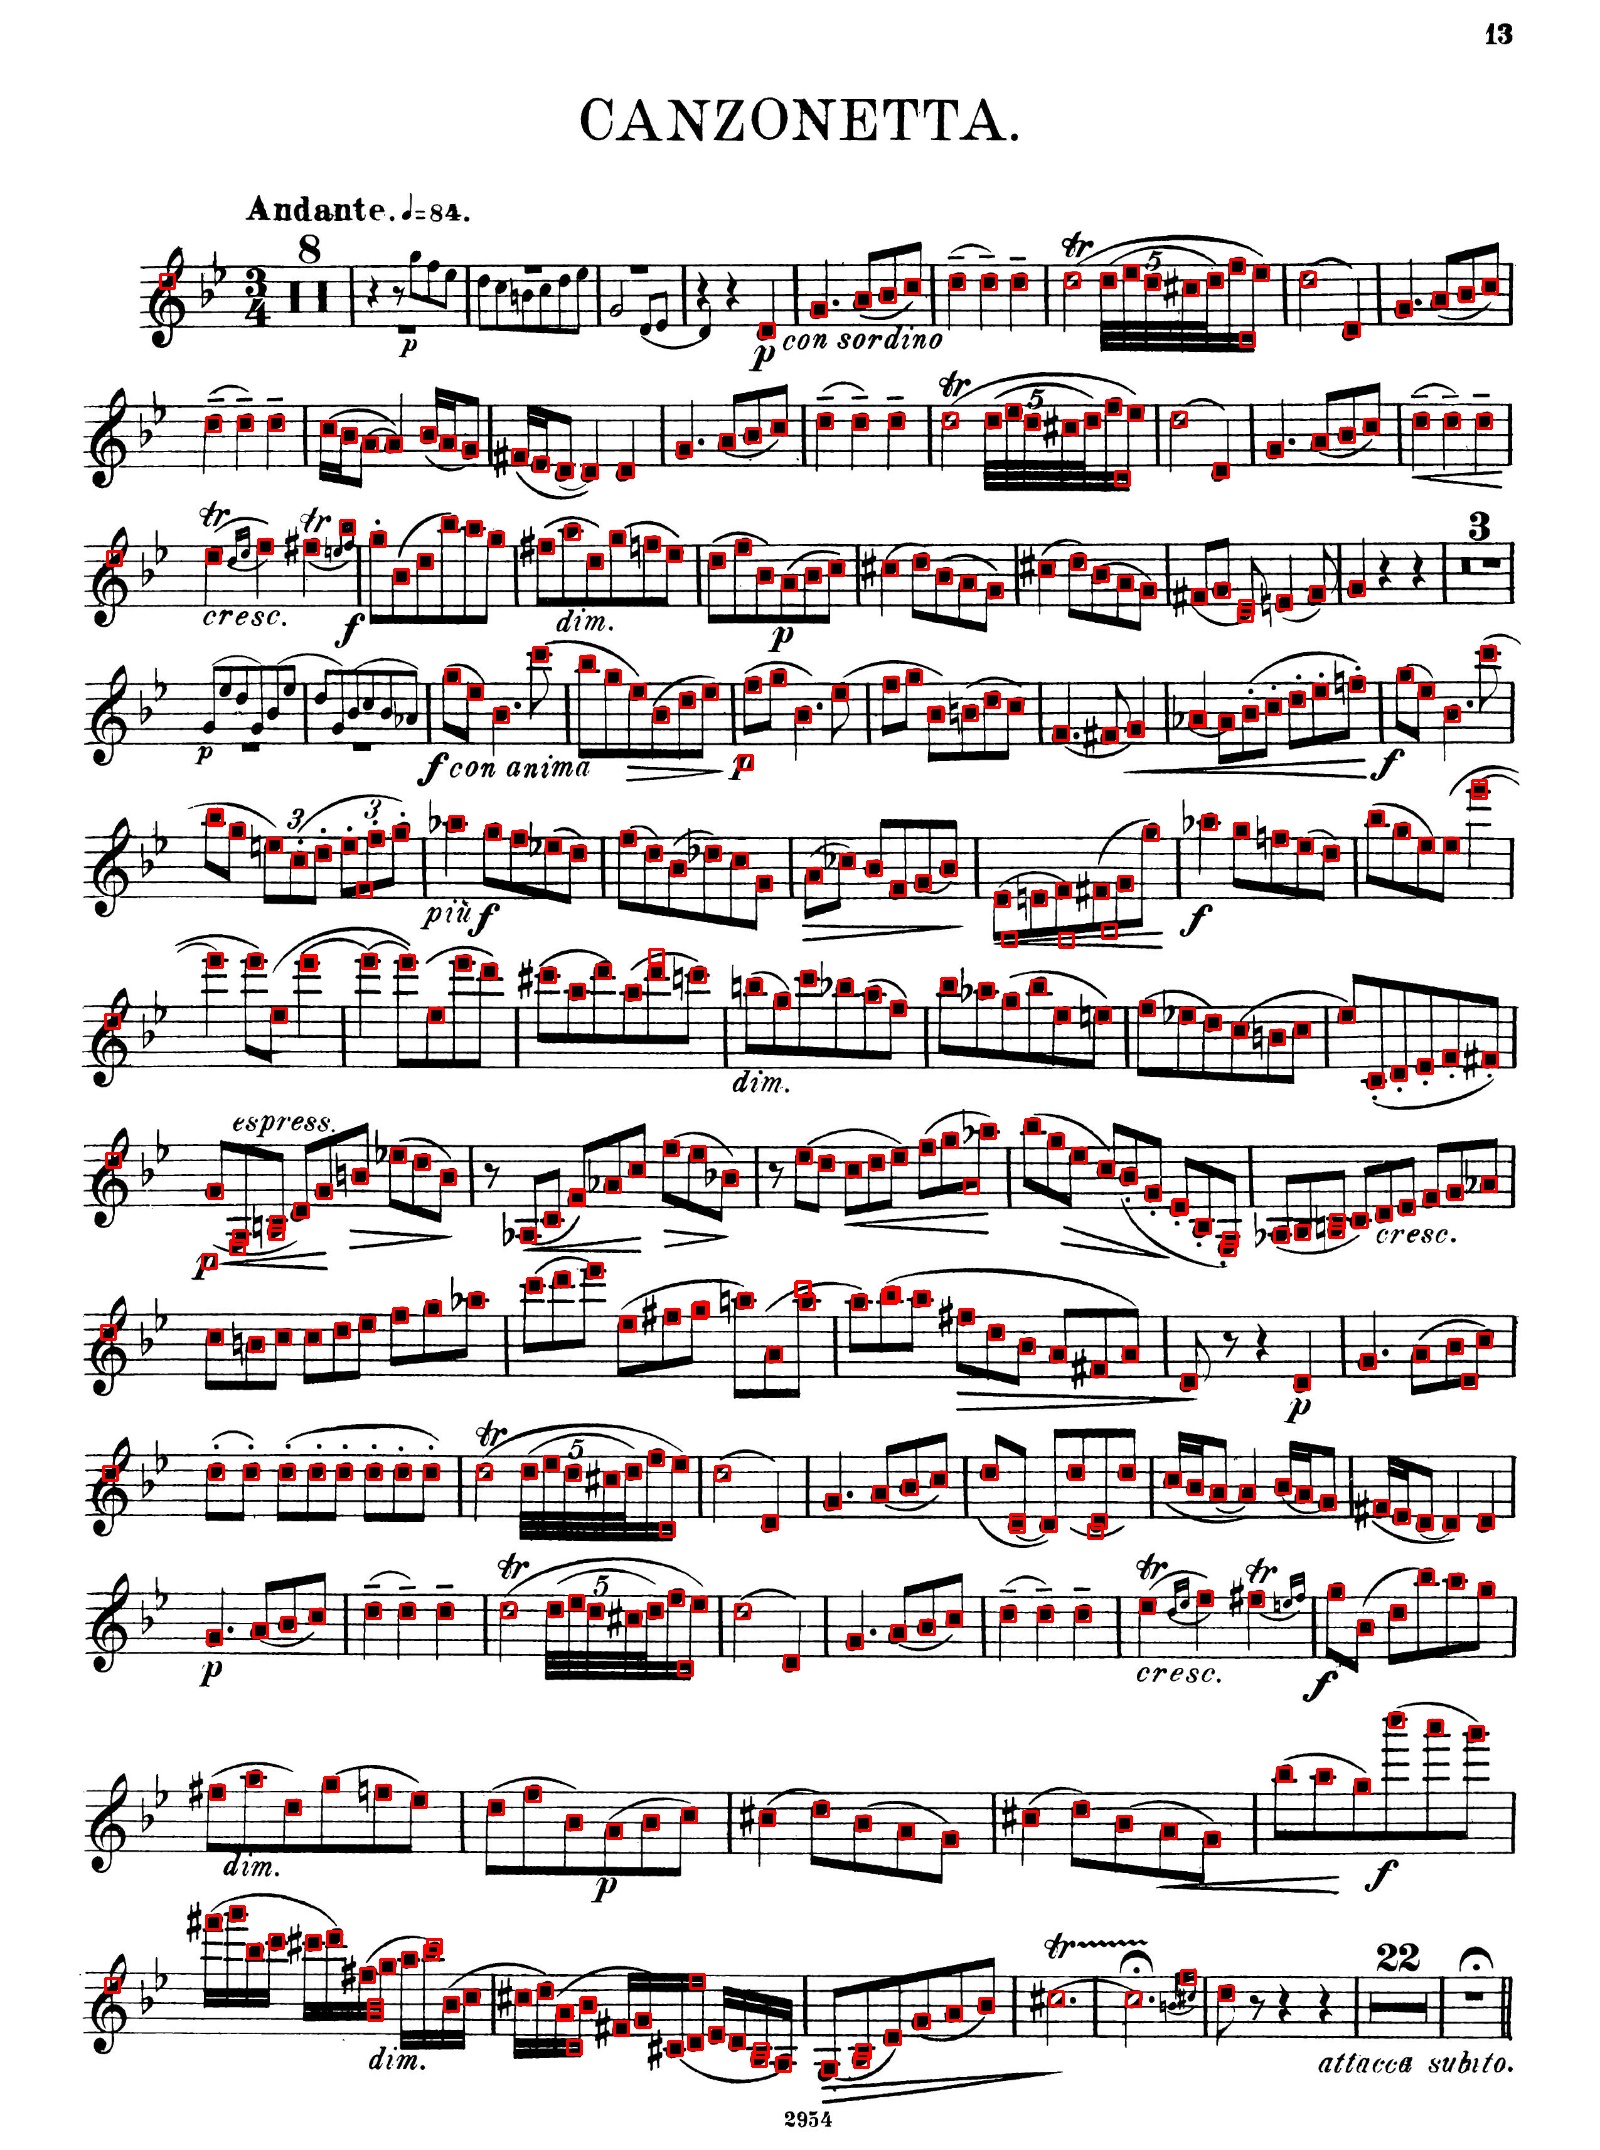 13
CANZONETTA.
Andante. ♩=84.
8
3
4
p
p con sordino
tr
5
tr
5
tr
tr
3
cresc.
f
dim.
p
p
f con anima
p
f
3
3
più f
f
dim.
espress.
p
cresc.
p
tr
5
tr
5
tr
tr
p
cresc.
f
dim.
p
f
tr
22
dim.
attacca subito.
2954